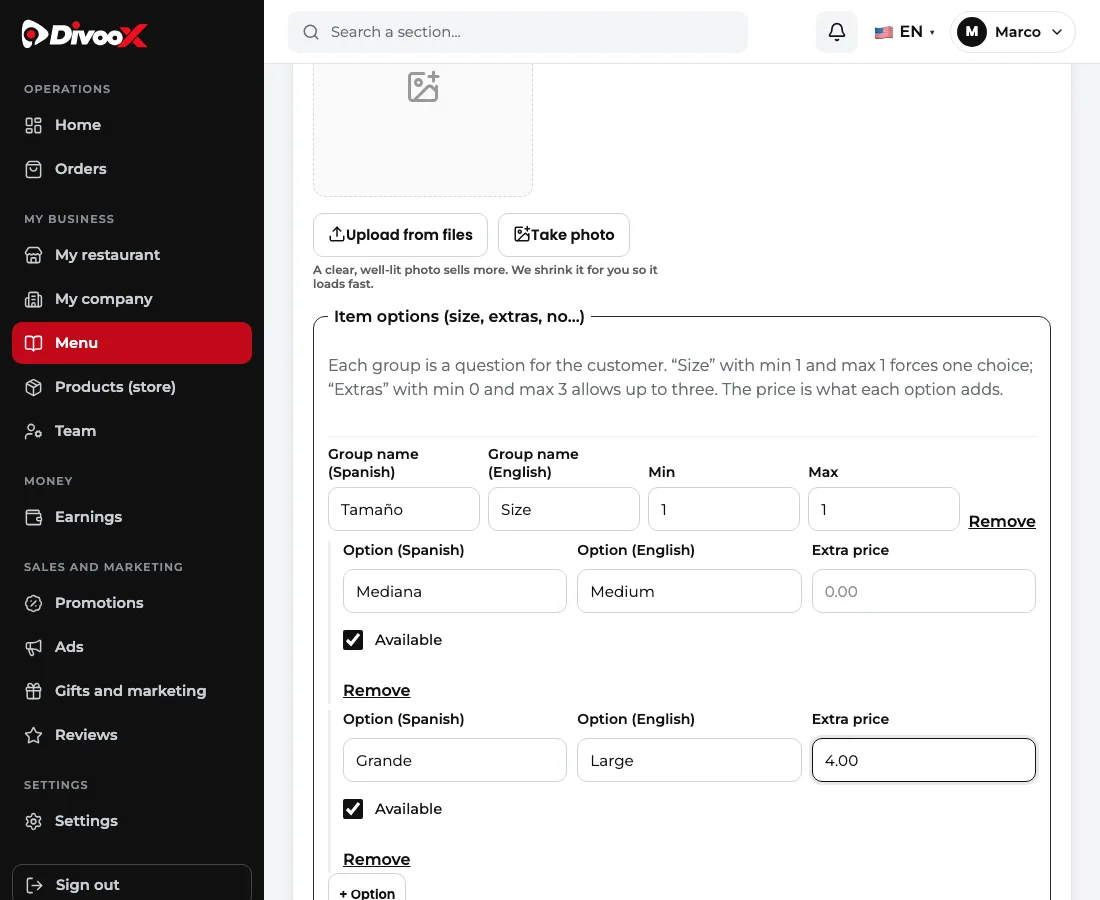 DivooX
Search a section...
EN
M
Marco
OPERATIONS
Home
Orders
MY BUSINESS
My restaurant
My company
Menu
Products (store)
Team
MONEY
Earnings
SALES AND MARKETING
Promotions
Ads
Gifts and marketing
Reviews
SETTINGS
Settings
Sign out
Upload from files
Take photo
A clear, well-lit photo sells more. We shrink it for you so it
loads fast.
Item options (size, extras, no...)
Each group is a question for the customer. “Size” with min 1 and max 1 forces one choice;
“Extras” with min 0 and max 3 allows up to three. The price is what each option adds.
Group name
(Spanish)
Group name
(English)
Min
Max
Tamaño
Size
1
1
Remove
Option (Spanish)
Option (English)
Extra price
Mediana
Medium
0.00
Available
Remove
Option (Spanish)
Option (English)
Extra price
Grande
Large
4.00
Available
Remove
+ Option